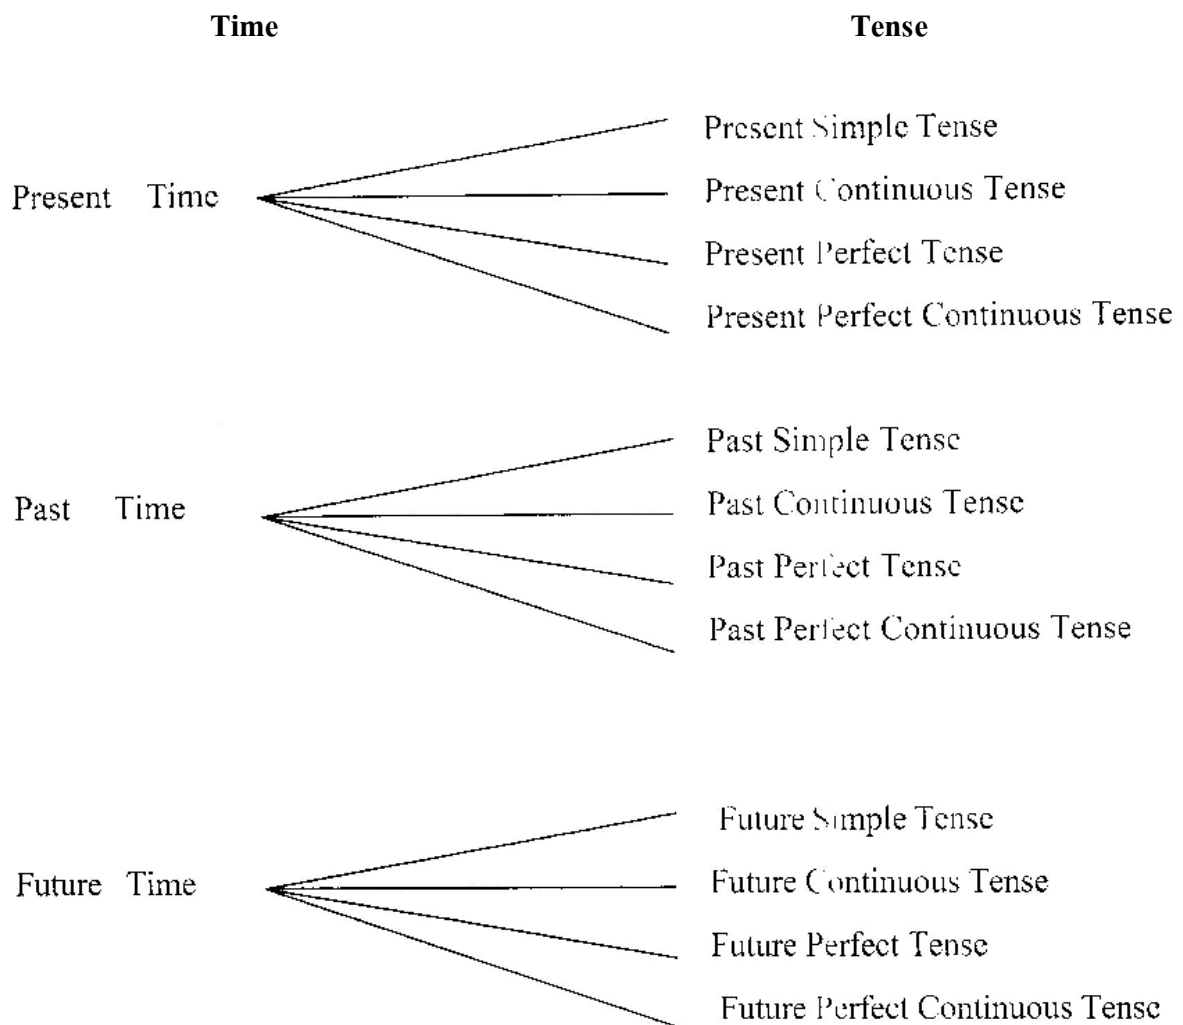 Time Tense
Present Simple Tense
Present Time Present Continuous Tense
Present Perfect Tense
Present Perfect Continuous Tense
Past Simple Tense
Past Time Past Continuous Tense
Past Perfect Tense
Past Perfect Continuous Tense
Future Simple Tense
Future Time Future Continuous Tense
Future Perfect Tense
Future Perfect Continuous Tense